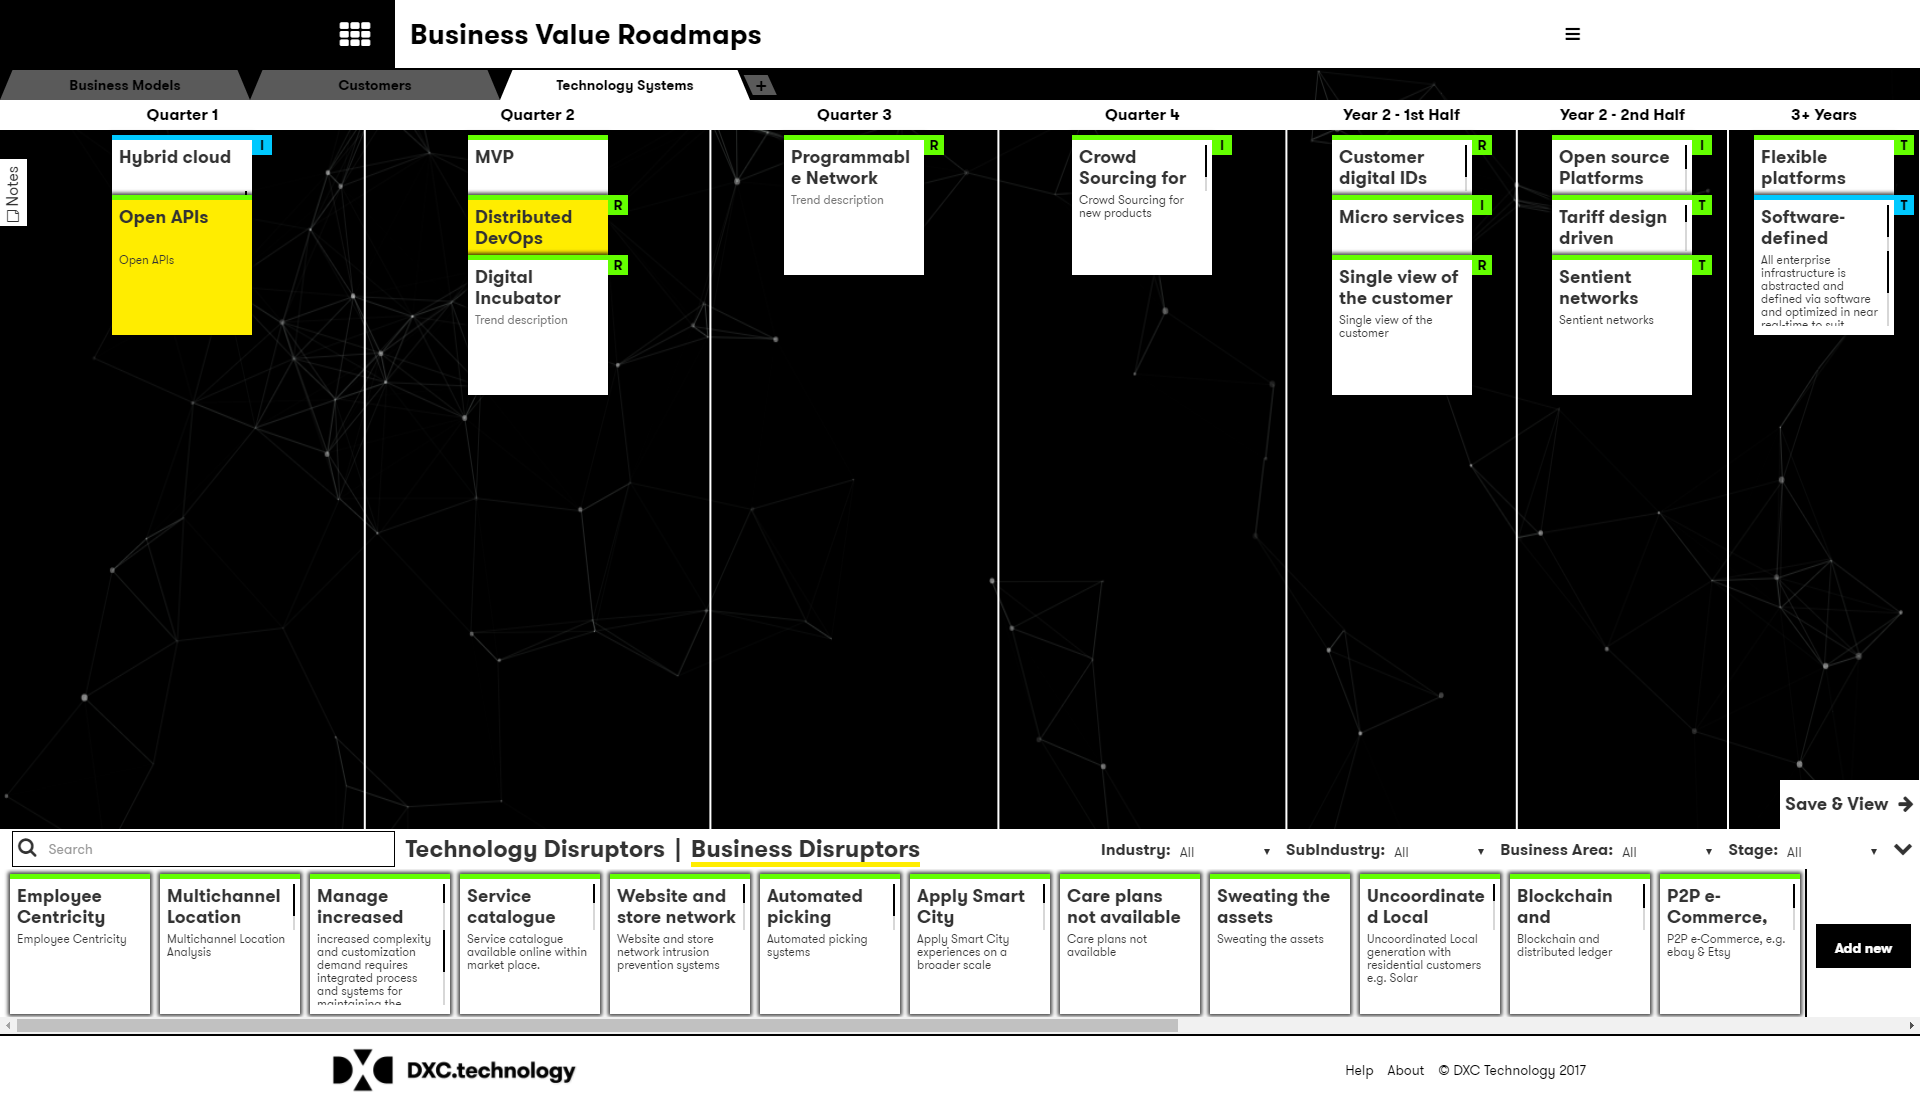 Business Value Roadmaps
Business Models
Customers
Technology Systems
+
Quarter 1
Quarter 2
Quarter 3
Quarter 4
Year 2 - 1st Half
Year 2 - 2nd Half
3+ Years
Notes
Hybrid cloud
I
Open APIs
Open APIs
MVP
Distributed
DevOps
R
Digital
Incubator
Trend description
R
Programmabl
e Network
Trend description
R
Crowd
Sourcing for
Crowd Sourcing for
new products
I
Customer
digital IDs
R
Micro services
I
Single view of
the customer
Single view of the
customer
R
Open source
Platforms
I
Tariff design
driven
T
Sentient
networks
Sentient networks
T
Flexible
platforms
T
Software-
defined
All enterprise
infrastructure is
abstracted and
defined via software
and optimized in near
real-time to suit
T
Save & View
Search
Technology Disruptors | Business Disruptors
Industry: All
SubIndustry: All
Business Area: All
Stage: All
Employee
Centricity
Employee Centricity
Multichannel
Location
Multichannel Location
Analysis
Manage
increased
increased complexity
and customization
demand requires
integrated process
and systems for
maintaining the
Service
catalogue
Service catalogue
available online within
market place.
Website and
store network
Website and store
network intrusion
prevention systems
Automated
picking
Automated picking
systems
Apply Smart
City
Apply Smart City
experiences on a
broader scale
Care plans
not available
Care plans not
available
Sweating the
assets
Sweating the assets
Uncoordinate
d Local
Uncoordinated Local
generation with
residential customers
e.g. Solar
Blockchain
and
Blockchain and
distributed ledger
P2P e-
Commerce,
P2P e-Commerce, e.g.
ebay & Etsy
Add new
DXC.technology
Help
About
© DXC Technology 2017